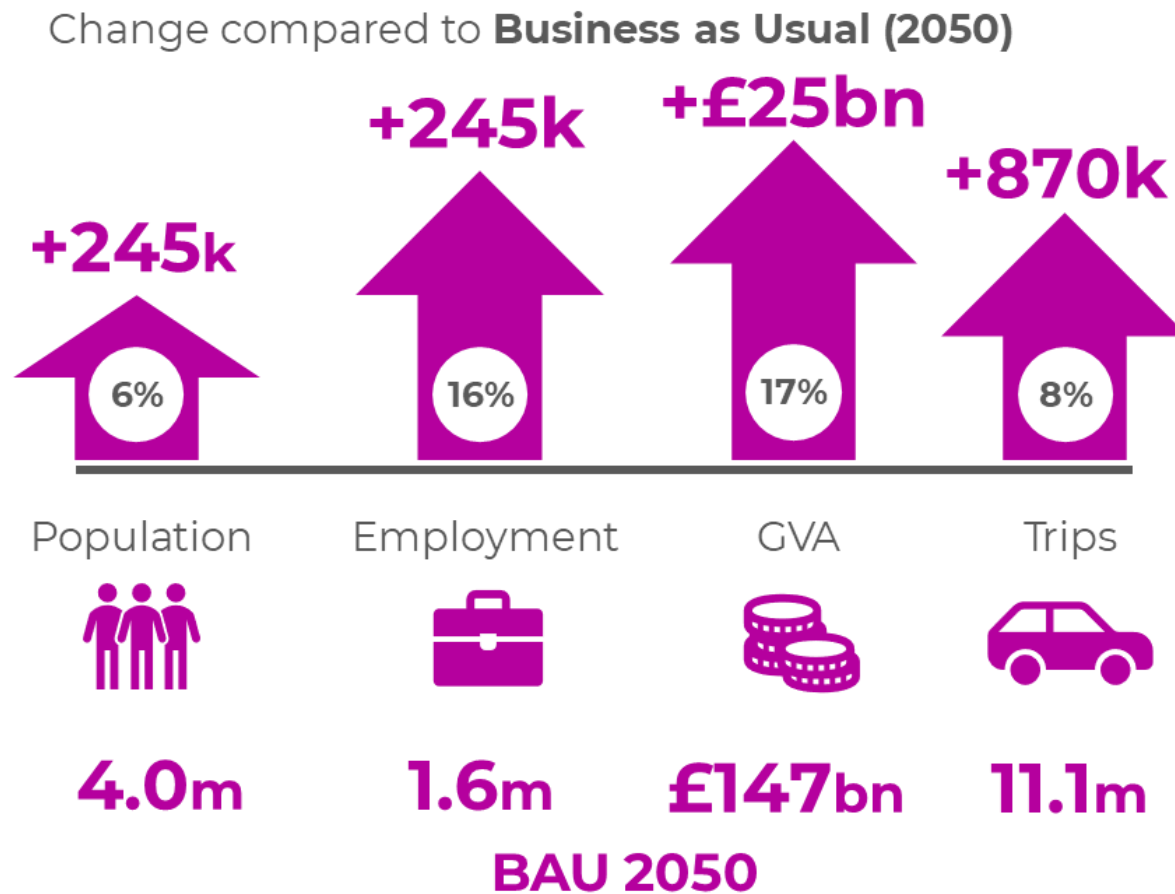 Change compared to Business as Usual (2050)
+245k +245k +£25bn +870k
6% 16% 17% 8%
Population Employment GVA Trips
4.0m 1.6m £147bn 11.1m
BAU 2050